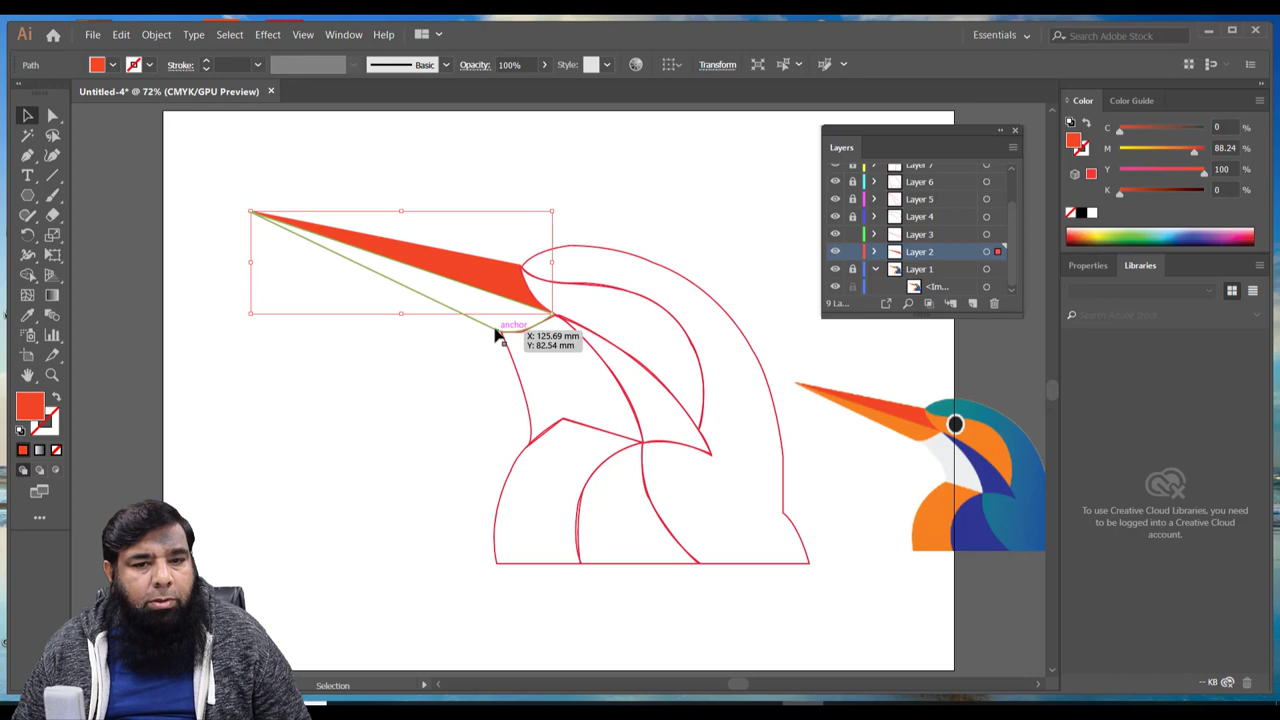 Ai File Edit Object Type Select Effect View Window Help Essentials Search Adobe Stock
Path Stroke: Basic Opacity: 100% Style: Transform
Untitled-4* @ 72% (CMYK/GPU Preview)
Layers
Layer 7
Layer 6
Layer 5
Layer 4
Layer 3
Layer 2
Layer 1
<Im...
9 La...
anchor
X: 125.69 mm
Y: 82.54 mm
Color Color Guide
C 0 %
M 88.24 %
Y 100 %
K 0 %
Properties Libraries
To use Creative Cloud Libraries, you need
to be logged into a Creative Cloud
account.
Selection
-- KB